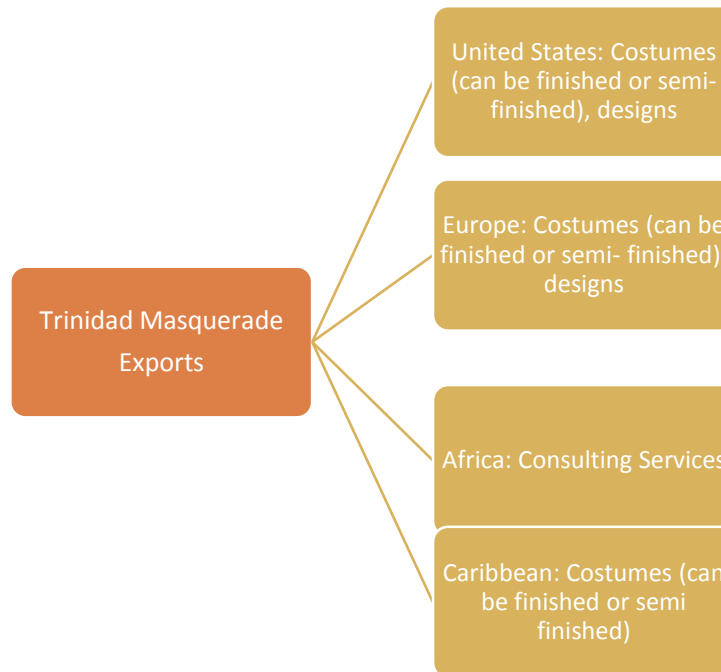 United States: Costumes
(can be finished or semi-
finished), designs
Europe: Costumes (can be
finished or semi- finished)
designs
Trinidad Masquerade
Exports
Africa: Consulting Services
Caribbean: Costumes (can
be finished or semi
finished)